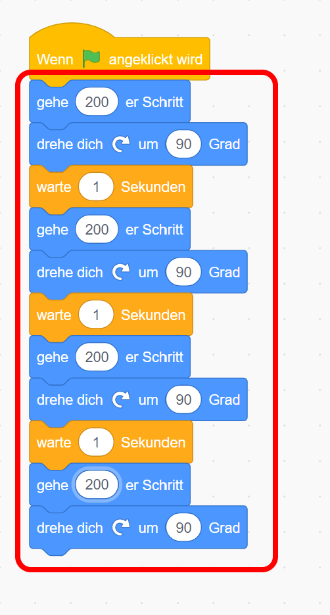 Wenn angeklickt wird
gehe 200 er Schritt
drehe dich um 90 Grad
warte 1 Sekunden
gehe 200 er Schritt
drehe dich um 90 Grad
warte 1 Sekunden
gehe 200 er Schritt
drehe dich um 90 Grad
warte 1 Sekunden
gehe 200 er Schritt
drehe dich um 90 Grad